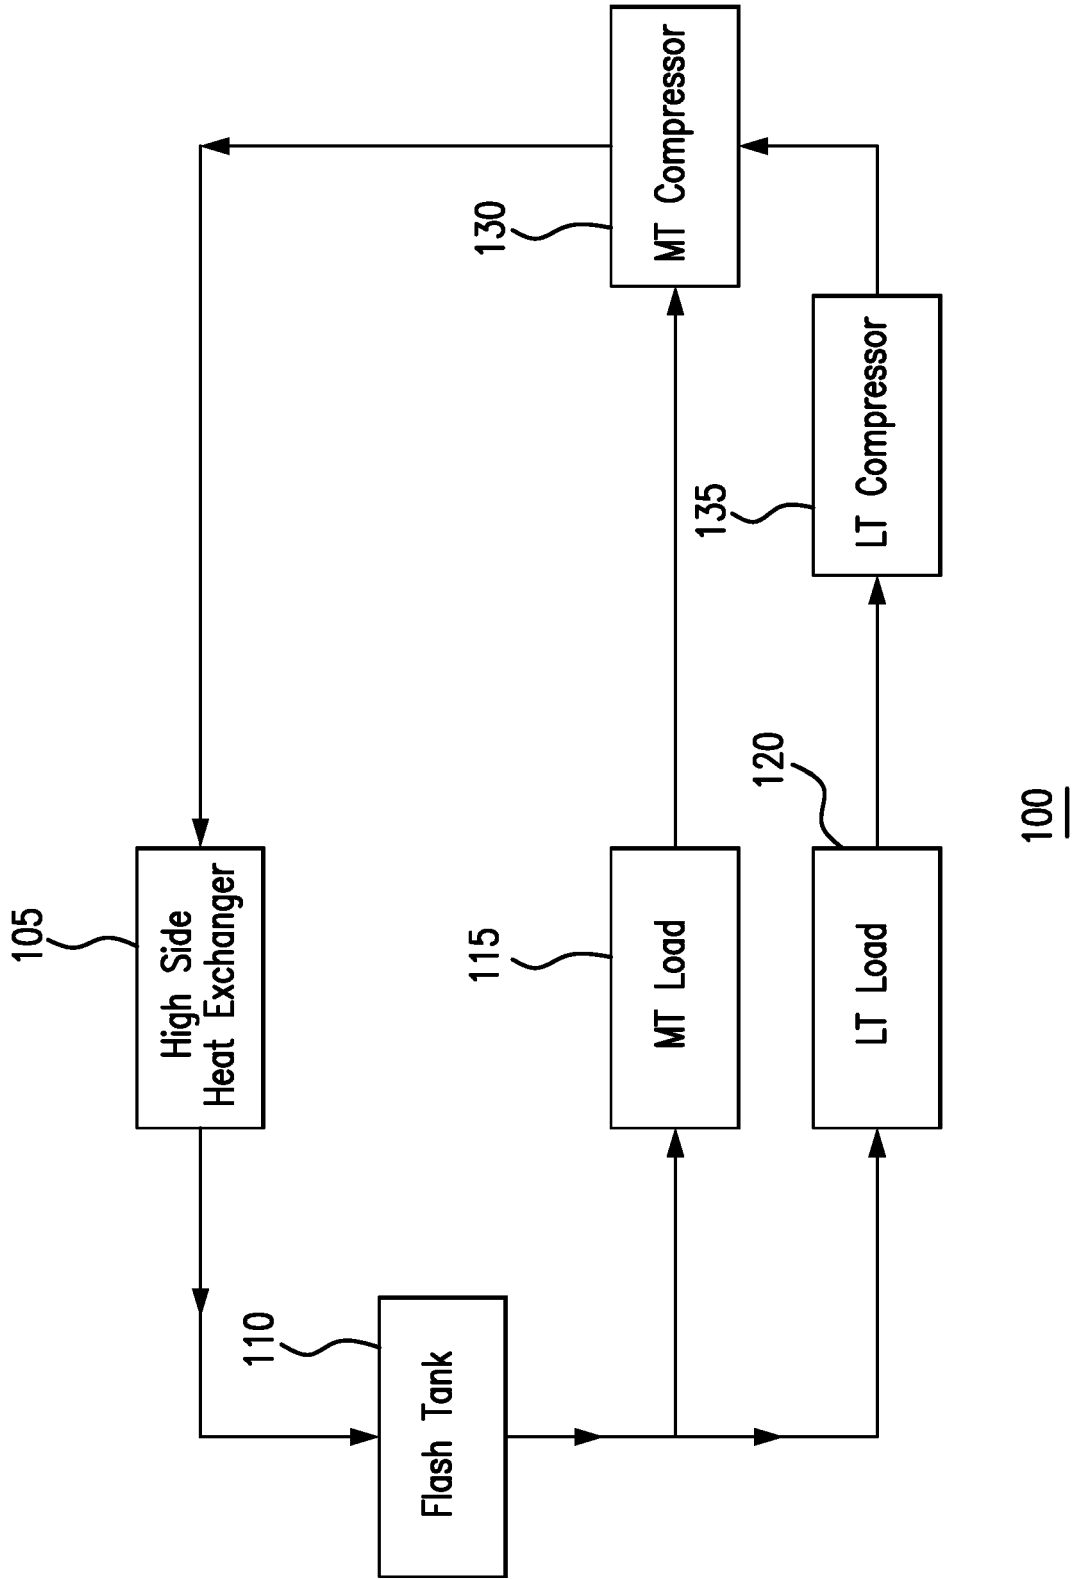 105
High Side
Heat Exchanger
110
Flash Tank
115
MT Load
120
LT Load
130
MT Compressor
135
LT Compressor
100